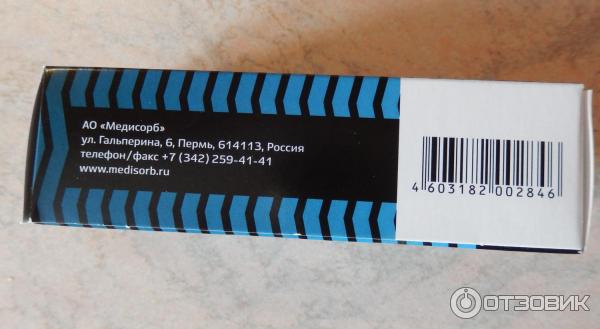 АО «Медисорб»
ул. Гальперина, 6, Пермь, 614113, Россия
телефон/факс +7 (342) 259-41-41
www.medisorb.ru
4 603182 002846
ОТЗОВИК